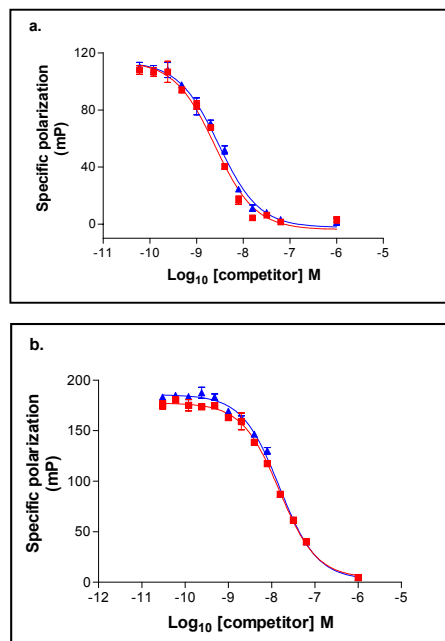 a.
120
80
40
0
Specific polarization
(mP)
-11 -10 -9 -8 -7 -6 -5
Log10 [competitor] M
b.
200
150
100
50
0
Specific polarization
(mP)
-12 -11 -10 -9 -8 -7 -6 -5 -4
Log10 [competitor] M